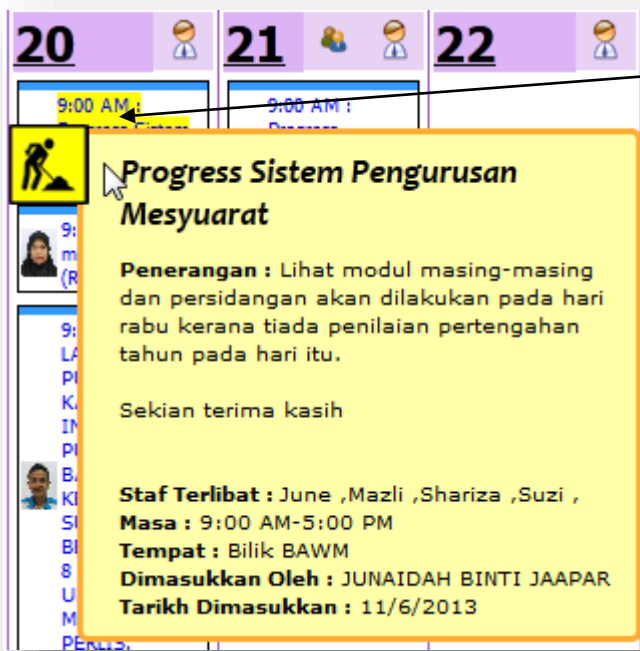 20
21
22
9:00 AM :
9:00 AM :
Progress Sistem Pengurusan
Mesyuarat
Penerangan : Lihat modul masing-masing
dan persidangan akan dilakukan pada hari
rabu kerana tiada penilaian pertengahan
tahun pada hari itu.
Sekian terima kasih
Staf Terlibat : June ,Mazli ,Shariza ,Suzi ,
Masa : 9:00 AM-5:00 PM
Tempat : Bilik BAWM
Dimasukkan Oleh : JUNAIDAH BINTI JAAPAR
Tarikh Dimasukkan : 11/6/2013
8
PERLIS.